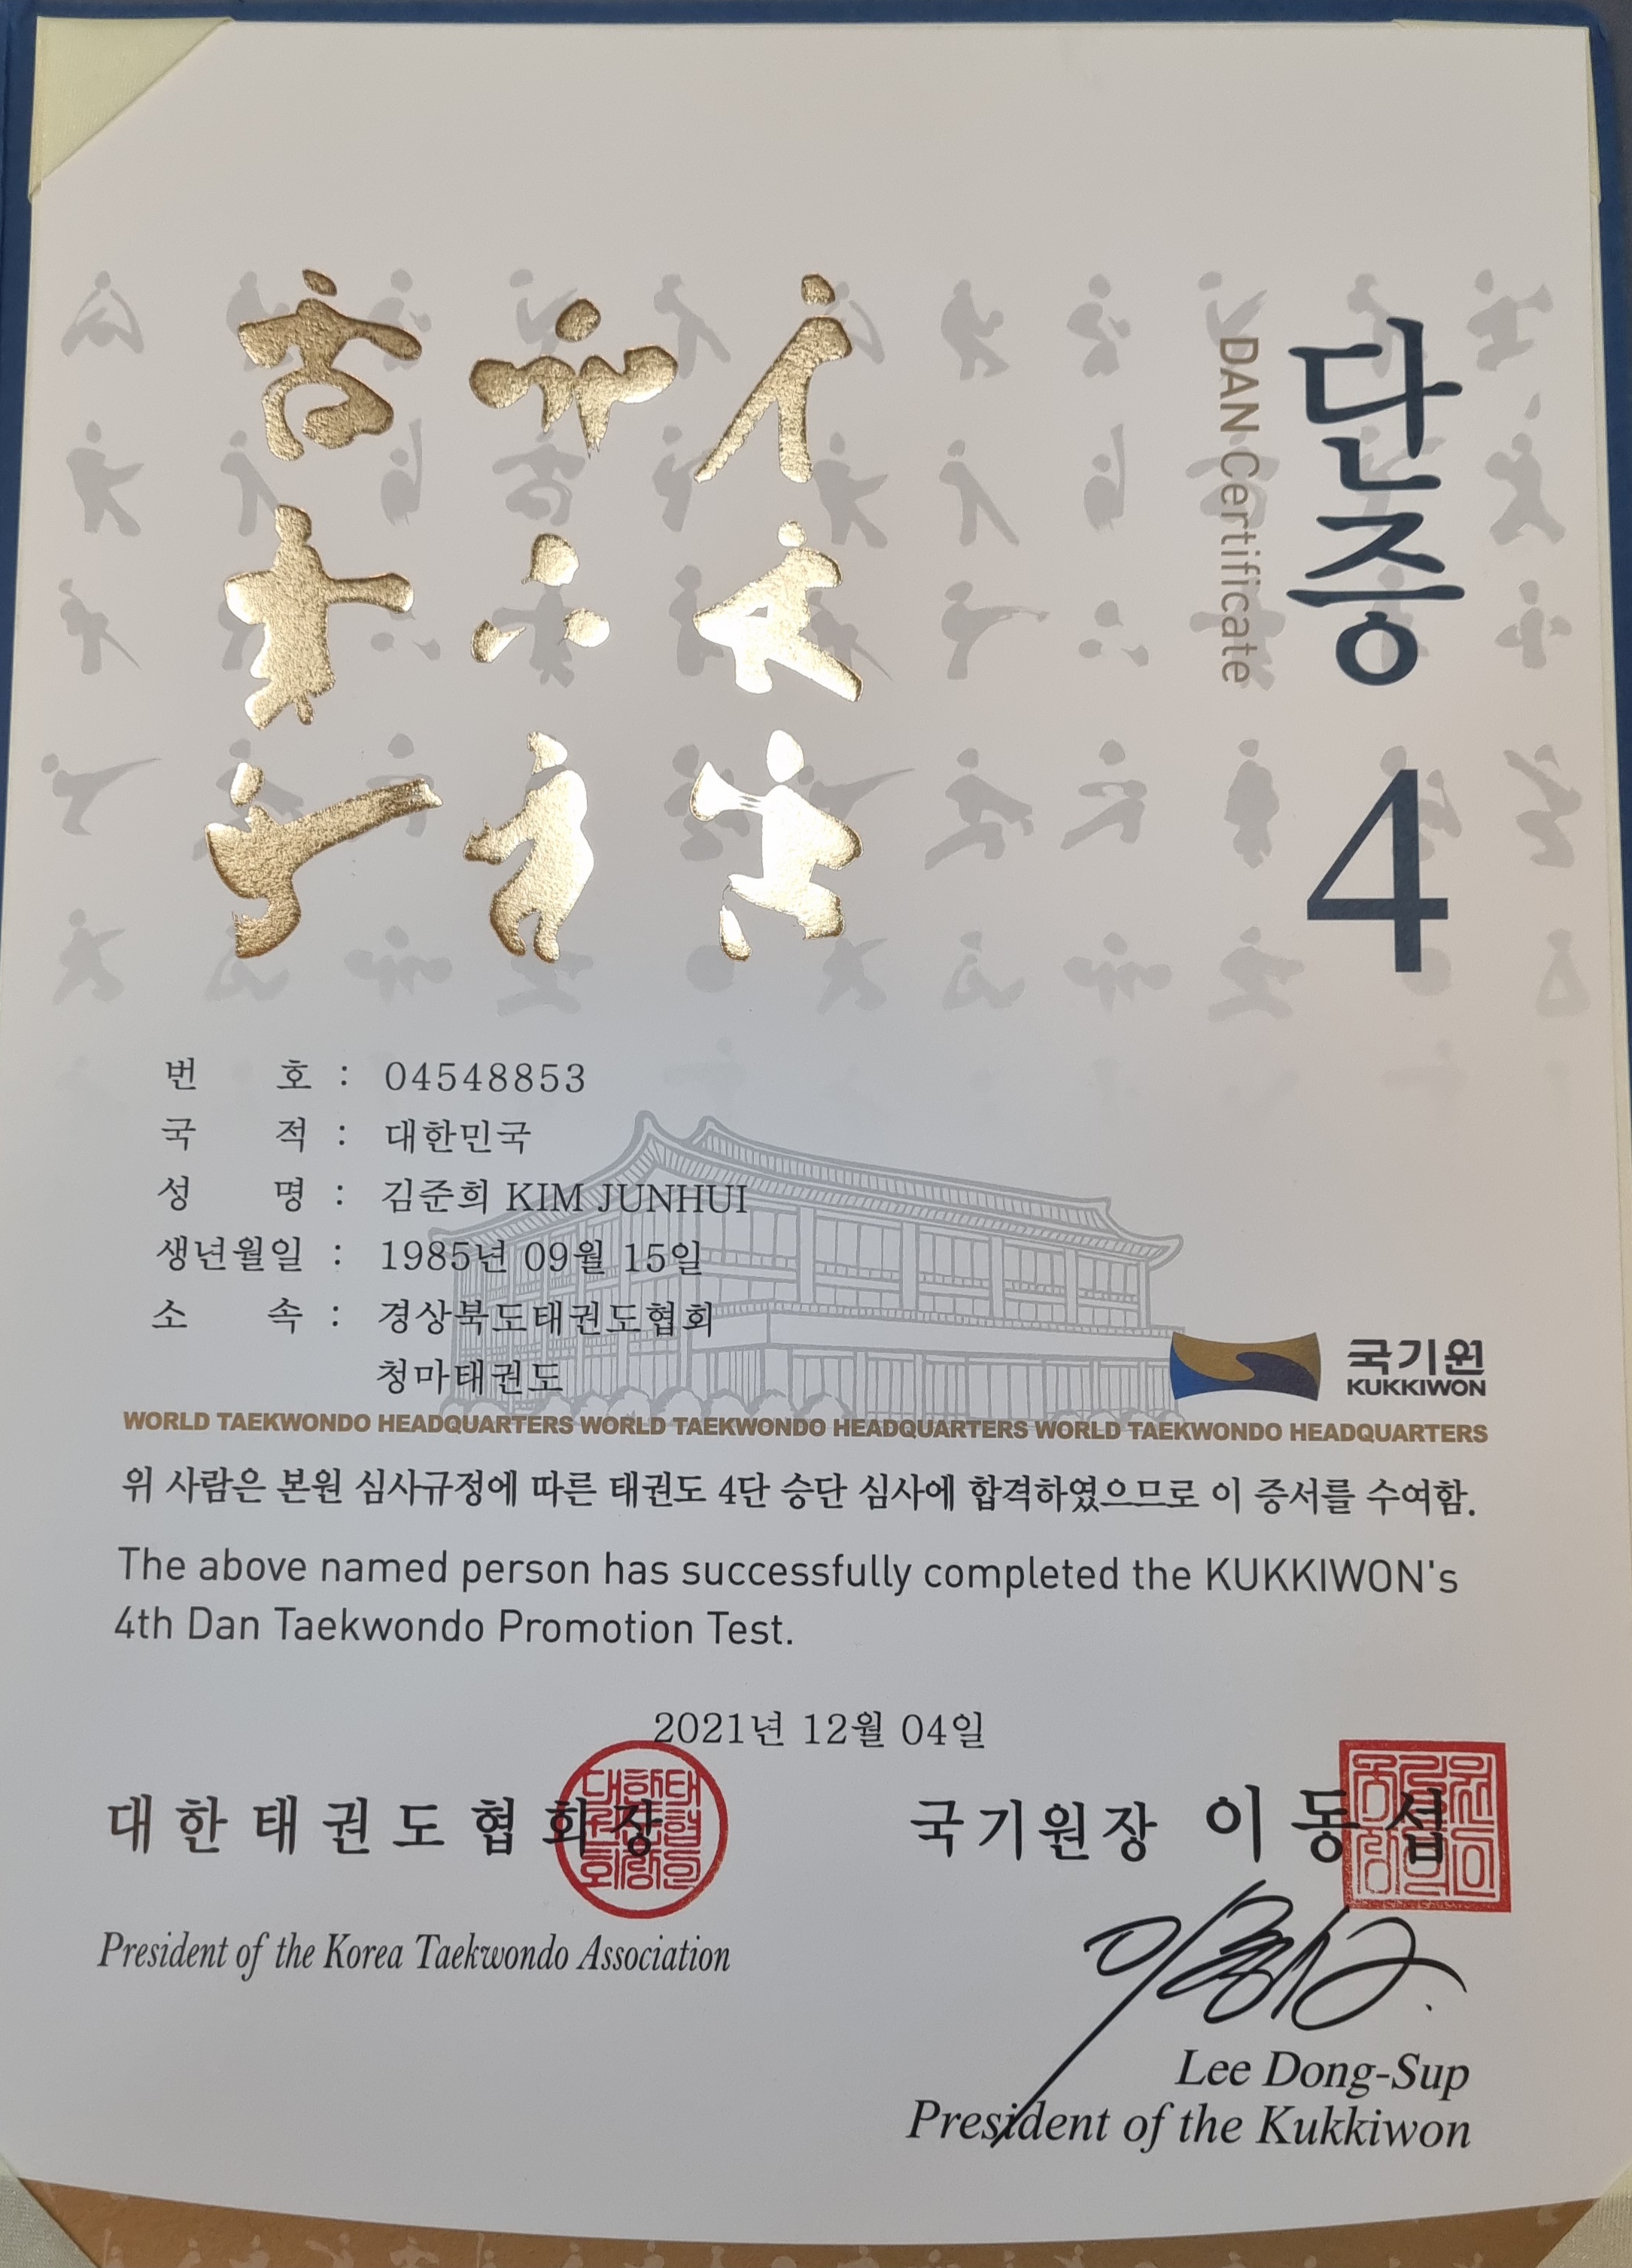 단증 4
DAN Certificate
번 호 : 04548853
국 적 : 대한민국
성 명 : 김준희 KIM JUNHUI
생년월일 : 1985년 09월 15일
소 속 : 경상북도태권도협회
청마태권도
국기원
KUKKIWON
WORLD TAEKWONDO HEADQUARTERS WORLD TAEKWONDO HEADQUARTERS WORLD TAEKWONDO HEADQUARTERS
위 사람은 본원 심사규정에 따른 태권도 4단 승단 심사에 합격하였으므로 이 증서를 수여함.
The above named person has successfully completed the KUKKIWON's
4th Dan Taekwondo Promotion Test.
2021년 12월 04일
대한태권도협회장
President of the Korea Taekwondo Association
국기원장 이동섭
Lee Dong-Sup
President of the Kukkiwon